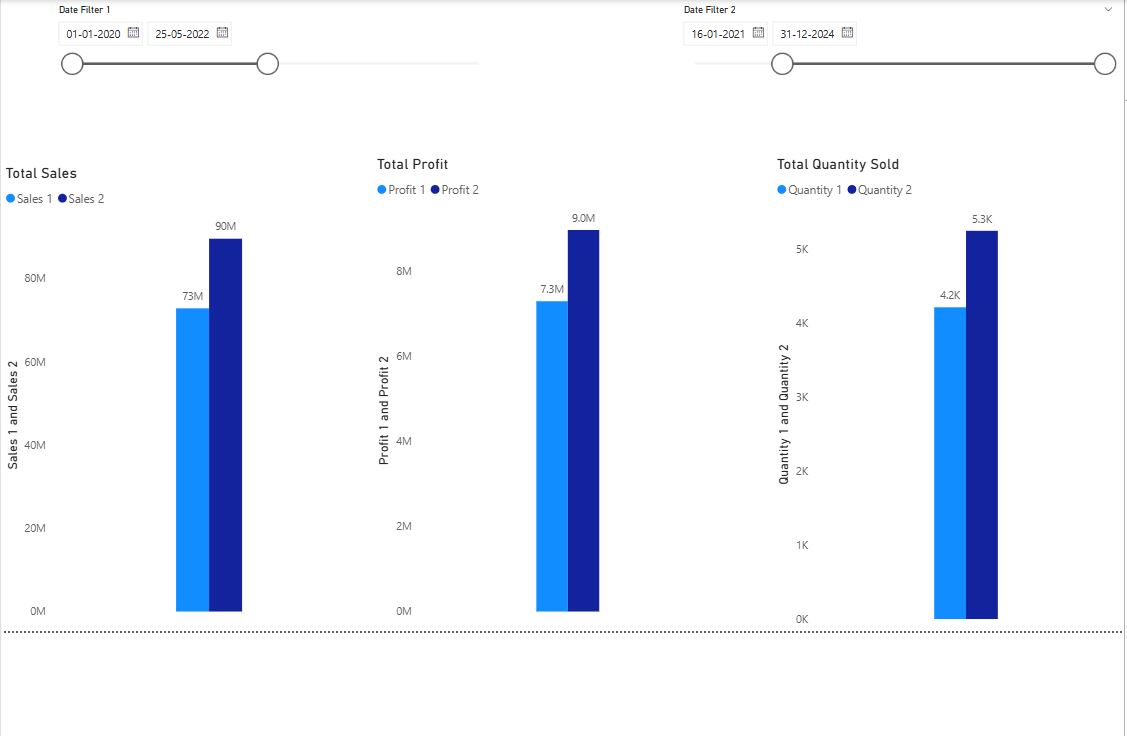 Date Filter 1
01-01-2020 25-05-2022
Date Filter 2
16-01-2021 31-12-2024
Total Sales
Sales 1 Sales 2
Sales 1 and Sales 2
80M
60M
40M
20M
0M
73M
90M
Total Profit
Profit 1 Profit 2
Profit 1 and Profit 2
8M
6M
4M
2M
0M
7.3M
9.0M
Total Quantity Sold
Quantity 1 Quantity 2
Quantity 1 and Quantity 2
5K
4K
3K
2K
1K
0K
4.2K
5.3K